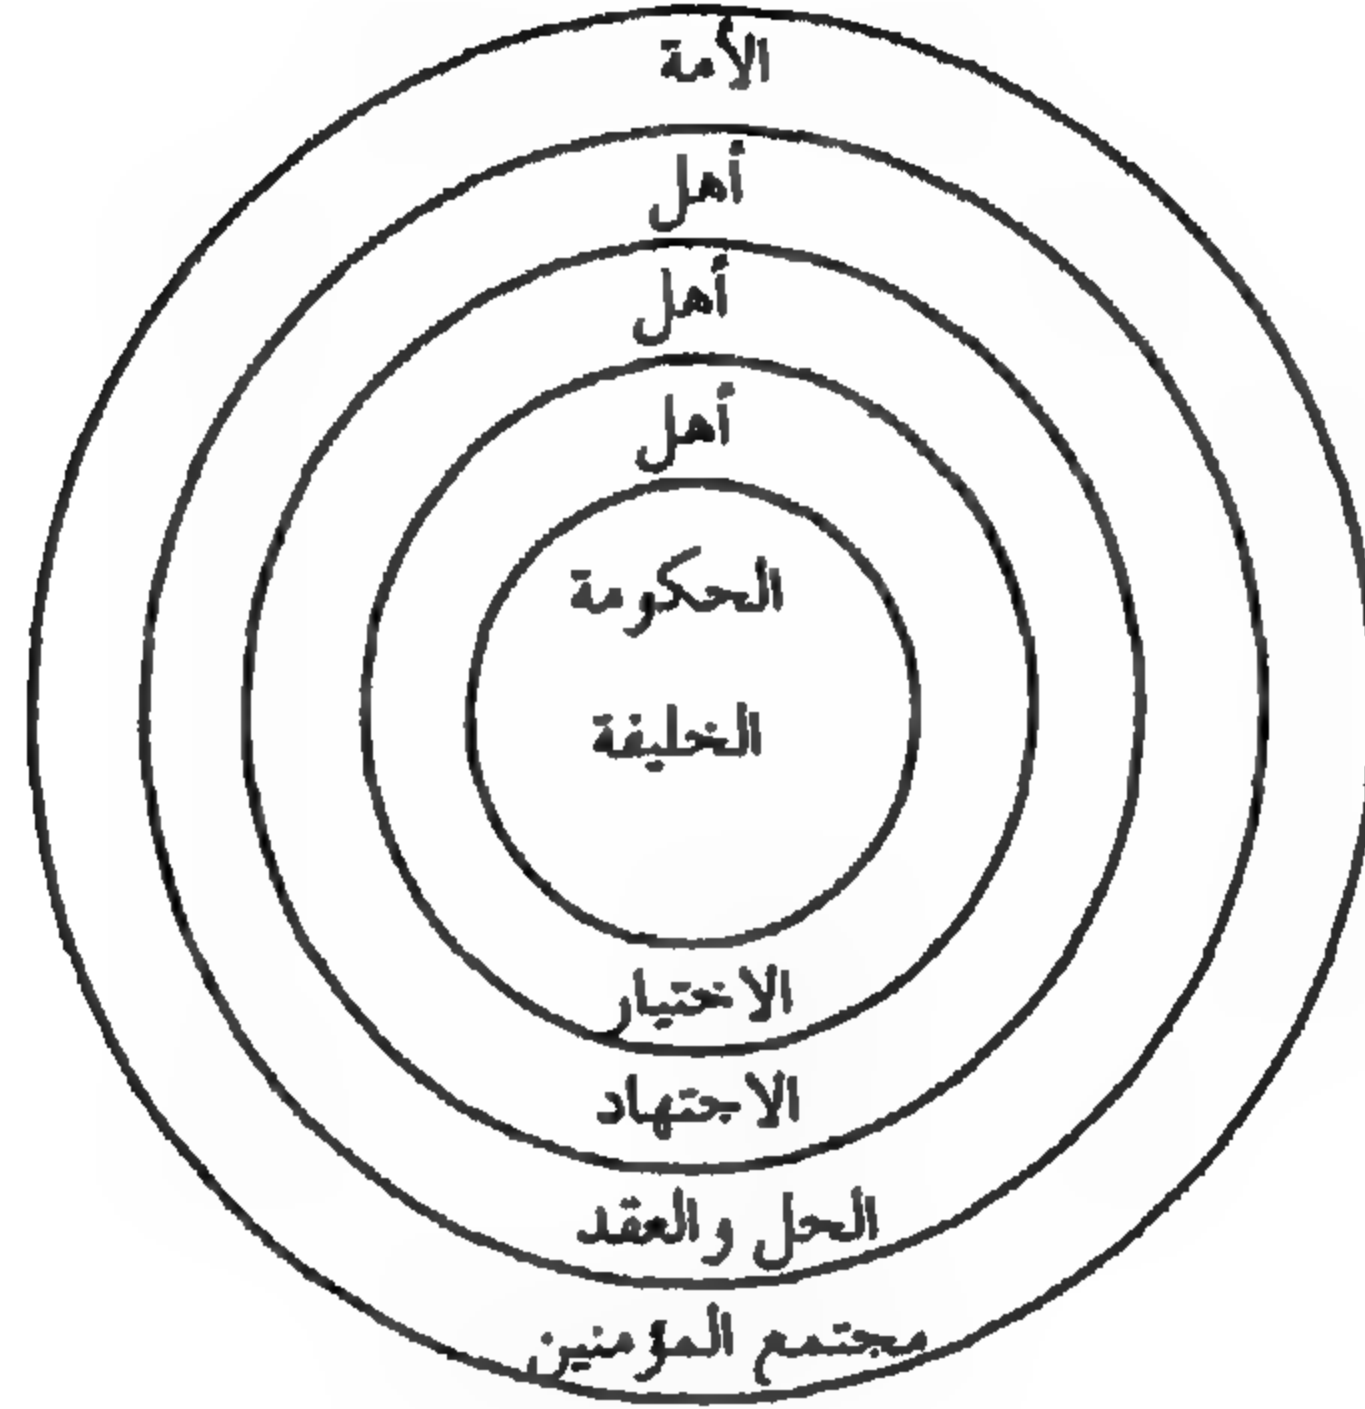 الأمة
أهل
أهل
أهل
الحكومة
الخليفة
الاختيار
الاجتهاد
الحل والعقد
مجتمع المؤمنين